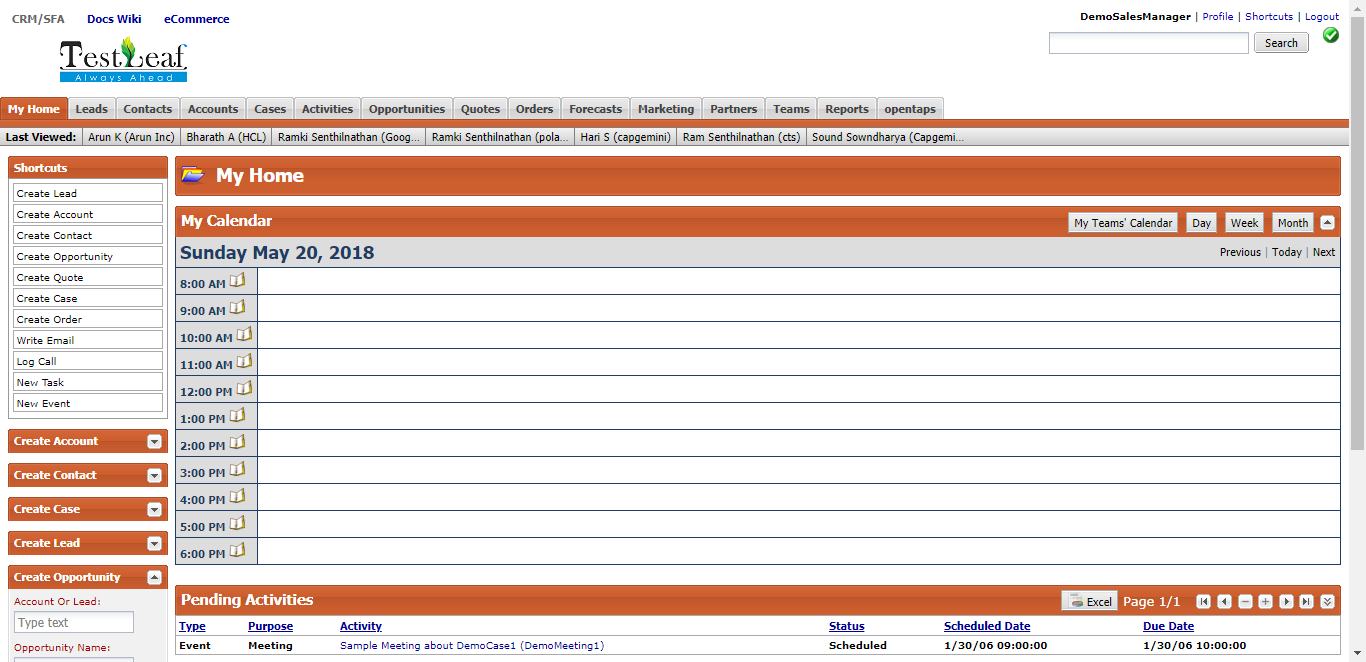 CRM/SFA Docs Wiki eCommerce
DemoSalesManager | Profile | Shortcuts | Logout
Search
TestLeaf
Always Ahead
My Home Leads Contacts Accounts Cases Activities Opportunities Quotes Orders Forecasts Marketing Partners Teams Reports opentaps
Last Viewed: Arun K (Arun Inc) Bharath A (HCL) Ramki Senthilnathan (Goog... Ramki Senthilnathan (pola... Hari S (capgemini) Ram Senthilnathan (cts) Sound Sowndharya (Capgemi...
Shortcuts
Create Lead
Create Account
Create Contact
Create Opportunity
Create Quote
Create Case
Create Order
Write Email
Log Call
New Task
New Event
Create Account
Create Contact
Create Case
Create Lead
Create Opportunity
Account Or Lead:
Type text
Opportunity Name:
My Home
My Calendar
My Teams' Calendar Day Week Month
Sunday May 20, 2018
Previous | Today | Next
8:00 AM
9:00 AM
10:00 AM
11:00 AM
12:00 PM
1:00 PM
2:00 PM
3:00 PM
4:00 PM
5:00 PM
6:00 PM
Pending Activities
Excel Page 1/1
Type Purpose Activity Status Scheduled Date Due Date
Event Meeting Sample Meeting about DemoCase1 (DemoMeeting1) Scheduled 1/30/06 09:00:00 1/30/06 10:00:00